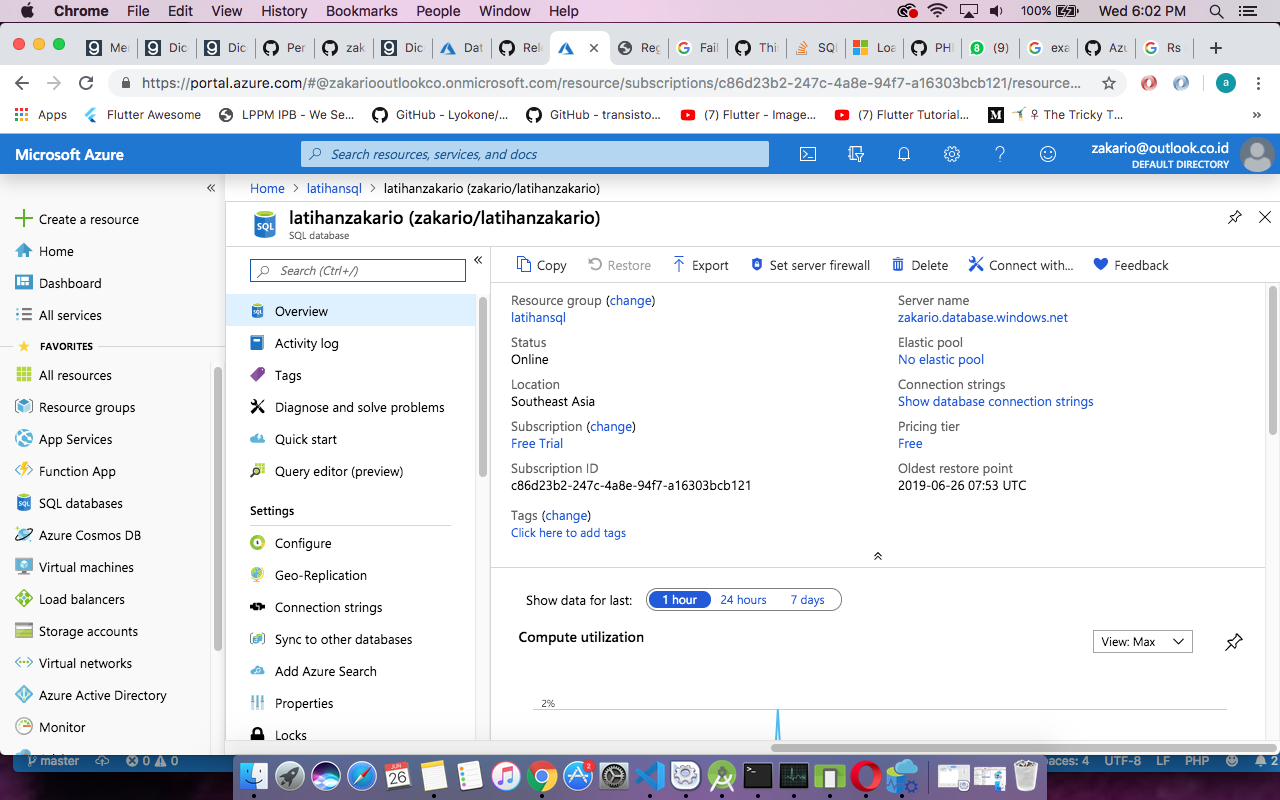 Chrome File Edit View History Bookmarks People Window Help 100% Wed 6:02 PM
Mer Dic Dic Per zak Dic Dat Rele Reg Fail Thi SQL Loa PHI (9) exa Azu Rs
https://portal.azure.com/#@zakariooutlookco.onmicrosoft.com/resource/subscriptions/c86d23b2-247c-4a8e-94f7-a16303bcb121/resource... a
Apps Flutter Awesome LPPM IPB - We Se... GitHub - Lyokone/... GitHub - transisto... (7) Flutter - Image... (7) Flutter Tutorial... The Tricky T... »
Microsoft Azure
Search resources, services, and docs
zakario@outlook.co.id
DEFAULT DIRECTORY
Create a resource
Home
Dashboard
All services
FAVORITES
All resources
Resource groups
App Services
Function App
SQL databases
Azure Cosmos DB
Virtual machines
Load balancers
Storage accounts
Virtual networks
Azure Active Directory
Monitor
Home > latihansql > latihanzakario (zakario/latihanzakario)
SQL
latihanzakario (zakario/latihanzakario)
SQL database
Search (Ctrl+/)
Overview
Activity log
Tags
Diagnose and solve problems
Quick start
Query editor (preview)
Settings
Configure
Geo-Replication
Connection strings
Sync to other databases
Add Azure Search
Properties
Locks
Copy Restore Export Set server firewall Delete Connect with... Feedback
Resource group (change)
latihansql
Status
Online
Location
Southeast Asia
Subscription (change)
Free Trial
Subscription ID
c86d23b2-247c-4a8e-94f7-a16303bcb121
Tags (change)
Click here to add tags
Server name
zakario.database.windows.net
Elastic pool
No elastic pool
Connection strings
Show database connection strings
Pricing tier
Free
Oldest restore point
2019-06-26 07:53 UTC
Show data for last: 1 hour 24 hours 7 days
Compute utilization
View: Max
2%
master 0 0 4 UTF-8 LF PHP 2
JUN
26
2